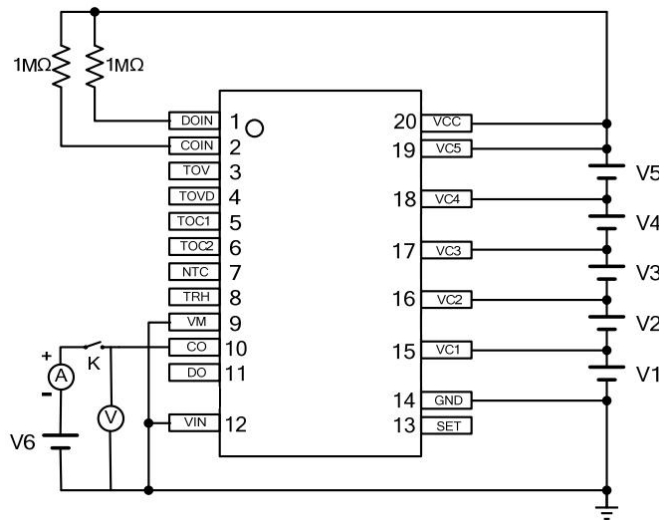 1MΩ 1MΩ
DOIN 1 20 VCC
COIN 2 19 VC5
TOV 3
V5
TOVD 4 18 VC4
V4
TOC1 5
TOC2 6 17 VC3
V3
NTC 7
TRH 8 16 VC2
V2
VM 9
+ K CO 10 15 VC1
A
V1
DO 11
-
14 GND
V
VIN 12 13 SET
V6